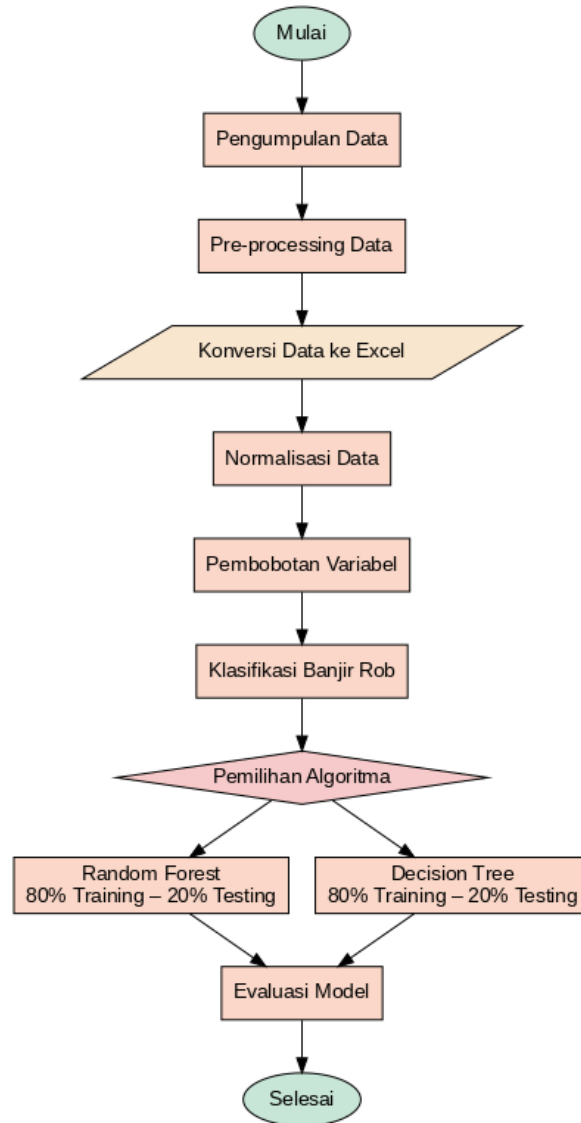 Mulai
Pengumpulan Data
Pre-processing Data
Konversi Data ke Excel
Normalisasi Data
Pembobotan Variabel
Klasifikasi Banjir Rob
Pemilihan Algoritma
Random Forest
80% Training – 20% Testing
Decision Tree
80% Training – 20% Testing
Evaluasi Model
Selesai